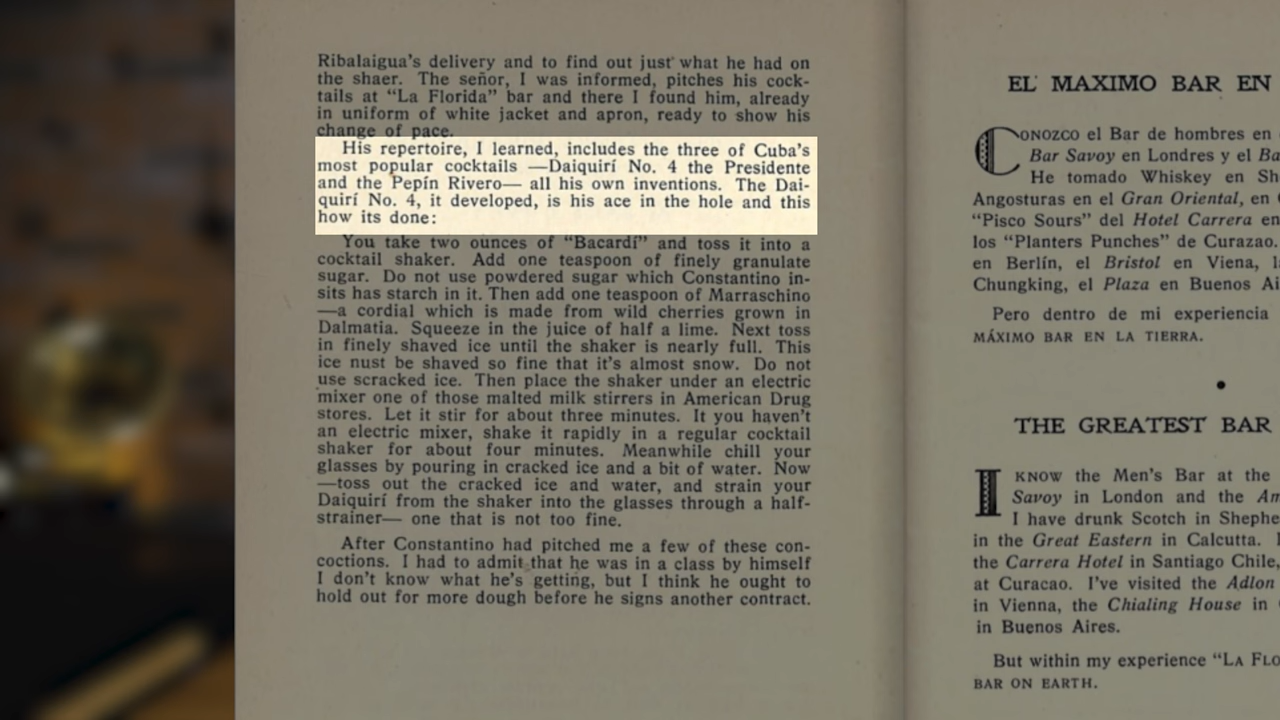 Ribalaigua's delivery and to find out just what he had on
the shaer. The señor, I was informed, pitches his cock-
tails at "La Florida" bar and there I found him, already
in uniform of white jacket and apron, ready to show his
change of pace.
His repertoire, I learned, includes the three of Cuba's
most popular cocktails —Daiquirí No. 4 the Presidente
and the Pepín Rivero— all his own inventions. The Dai-
quirí No. 4, it developed, is his ace in the hole and this
how its done:
You take two ounces of "Bacardí" and toss it into a
cocktail shaker. Add one teaspoon of finely granulate
sugar. Do not use powdered sugar which Constantino in-
sits has starch in it. Then add one teaspoon of Marraschino
—a cordial which is made from wild cherries grown in
Dalmatia. Squeeze in the juice of half a lime. Next toss
in finely shaved ice until the shaker is nearly full. This
ice nust be shaved so fine that it's almost snow. Do not
use scracked ice. Then place the shaker under an electric
mixer one of those malted milk stirrers in American Drug
stores. Let it stir for about three minutes. It you haven't
an electric mixer, shake it rapidly in a regular cocktail
shaker for about four minutes. Meanwhile chill your
glasses by pouring in cracked ice and a bit of water. Now
—toss out the cracked ice and water, and strain your
Daiquirí from the shaker into the glasses through a half-
strainer— one that is not too fine.
After Constantino had pitched me a few of these con-
coctions. I had to admit that he was in a class by himself
I don't know what he's getting, but I think he ought to
hold out for more dough before he signs another contract.
EL MAXIMO BAR EN
CONOZCO el Bar de hombres en
Bar Savoy en Londres y el Ba
He tomado Whiskey en Sh
Angosturas en el Gran Oriental, en
"Pisco Sours" del Hotel Carrera en
los "Planters Punches" de Curazao.
en Berlín, el Bristol en Viena, l
Chungking, el Plaza en Buenos Ai
Pero dentro de mi experiencia
MÁXIMO BAR EN LA TIERRA.
•
THE GREATEST BAR
I KNOW the Men's Bar at the
Savoy in London and the Am
I have drunk Scotch in Shephe
in the Great Eastern in Calcutta.
the Carrera Hotel in Santiago Chile,
at Curacao. I've visited the Adlon
in Vienna, the Chialing House in
in Buenos Aires.
But within my experience "LA FLO
BAR ON EARTH.